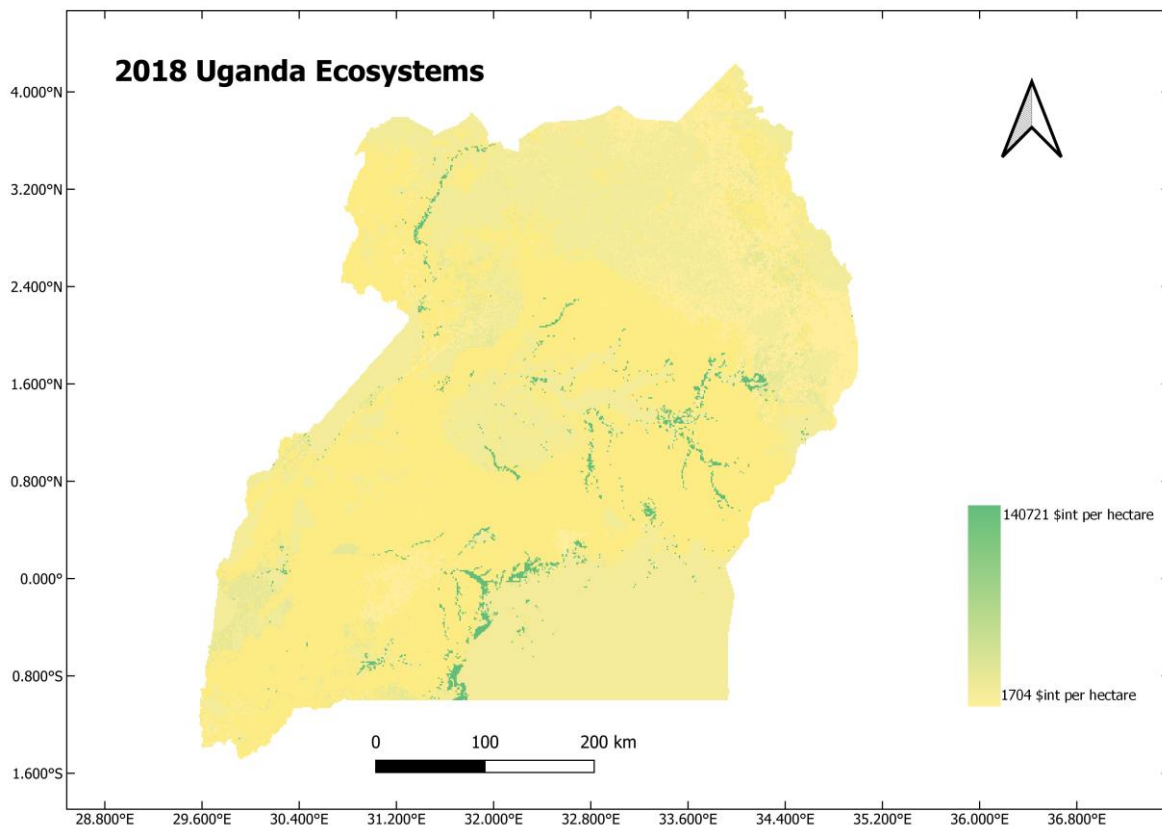 2018 Uganda Ecosystems
4.000°N
3.200°N
2.400°N
1.600°N
0.800°N
0.000°
0.800°S
1.600°S
140721 $int per hectare
1704 $int per hectare
0 100 200 km
28.800°E 29.600°E 30.400°E 31.200°E 32.000°E 32.800°E 33.600°E 34.400°E 35.200°E 36.000°E 36.800°E